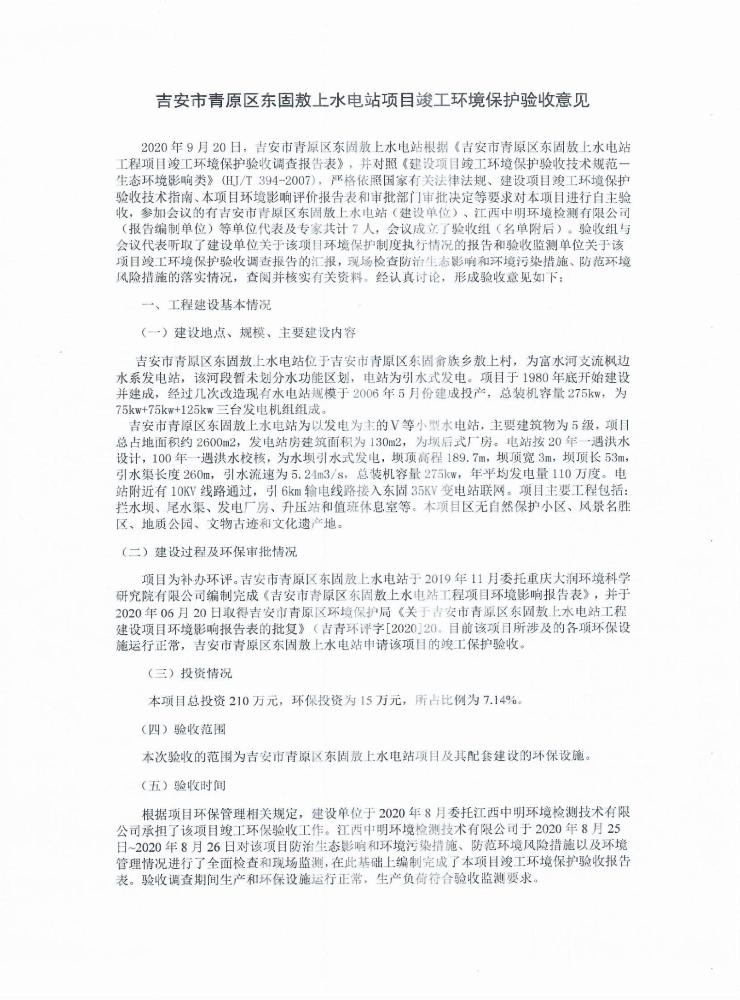 吉安市青原区东固敖上水电站项目竣工环境保护验收意见
2020 年 9 月 20 日，吉安市青原区东固敖上水电站根据《吉安市青原区东固敖上水电站
工程项目竣工环境保护验收调查报告表》，并对照《建设项目竣工环境保护验收技术规范—
生态环境影响类》(HJ/T 394-2007)，严格依照国家有关法律法规、建设项目竣工环境保护
验收技术指南、本项目环境影响评价报告表和审批部门审批决定等要求对本项目进行自主验
收，参加会议的有吉安市青原区东固敖上水电站（建设单位）、江西中明环境检测有限公司
（报告编制单位）等单位代表及专家共计 7 人，会议成立了验收组（名单附后）。验收组与
会议代表听取了建设单位关于该项目环境保护制度执行情况的报告和验收监测单位关于该
项目竣工环境保护验收调查报告的汇报，现场检查防治生态影响和环境污染措施、防范环境
风险措施的落实情况，查阅并核实有关资料。经认真讨论，形成验收意见如下：
一、工程建设基本情况
（一）建设地点、规模、主要建设内容
吉安市青原区东固敖上水电站位于吉安市青原区东固畲族乡敖上村，为富水河支流枫边
水系发电站，该河段暂未划分水功能区划，电站为引水式发电。项目于 1980 年底开始建设
并建成，经过几次改造现有水电站规模于 2006 年 5 月份建成投产，总装机容量 275kw，为
75kw+75kw+125kw 三台发电机组组成。
吉安市青原区东固敖上水电站为以发电为主的Ⅴ等小型水电站，主要建筑物为 5 级，项目
总占地面积约 2600m2，发电站房建筑面积为 130m2，为坝后式厂房。电站按 20 年一遇洪水
设计，100 年一遇洪水校核，为水坝引水式发电，坝顶高程 189.7m，坝顶宽 3m，坝顶长 53m，
引水渠长度 260m，引水流速为 5.24m3/s，总装机容量 275kw，年平均发电量 110 万度。电
站附近有 10KV 线路通过，引 6km 输电线路接入东固 35KV 变电站联网。项目主要工程包括：
拦水坝、尾水渠、发电厂房、升压站和值班休息室等。本项目区无自然保护小区、风景名胜
区、地质公园、文物古迹和文化遗产地。
（二）建设过程及环保审批情况
项目为补办环评。吉安市青原区东固敖上水电站于 2019 年 11 月委托重庆大润环境科学
研究院有限公司编制完成《吉安市青原区东固敖上水电站工程项目环境影响报告表》，并于
2020 年 06 月 20 日取得吉安市青原区环境保护局《关于吉安市青原区东固敖上水电站工程
建设项目环境影响报告表的批复》（吉青环评字[2020]20。目前该项目所涉及的各项环保设
施运行正常，吉安市青原区东固敖上水电站申请该项目的竣工保护验收。
（三）投资情况
本项目总投资 210 万元，环保投资为 15 万元，所占比例为 7.14%。
（四）验收范围
本次验收的范围为吉安市青原区东固敖上水电站项目及其配套建设的环保设施。
（五）验收时间
根据项目环保管理相关规定，建设单位于 2020 年 8 月委托江西中明环境检测技术有限
公司承担了该项目竣工环保验收工作。江西中明环境检测技术有限公司于 2020 年 8 月 25
日~2020 年 8 月 26 日对该项目防治生态影响和环境污染措施、防范环境风险措施以及环境
管理情况进行了全面检查和现场监测，在此基础上编制完成了本项目竣工环境保护验收报告
表。验收调查期间生产和环保设施运行正常，生产负荷符合验收监测要求。